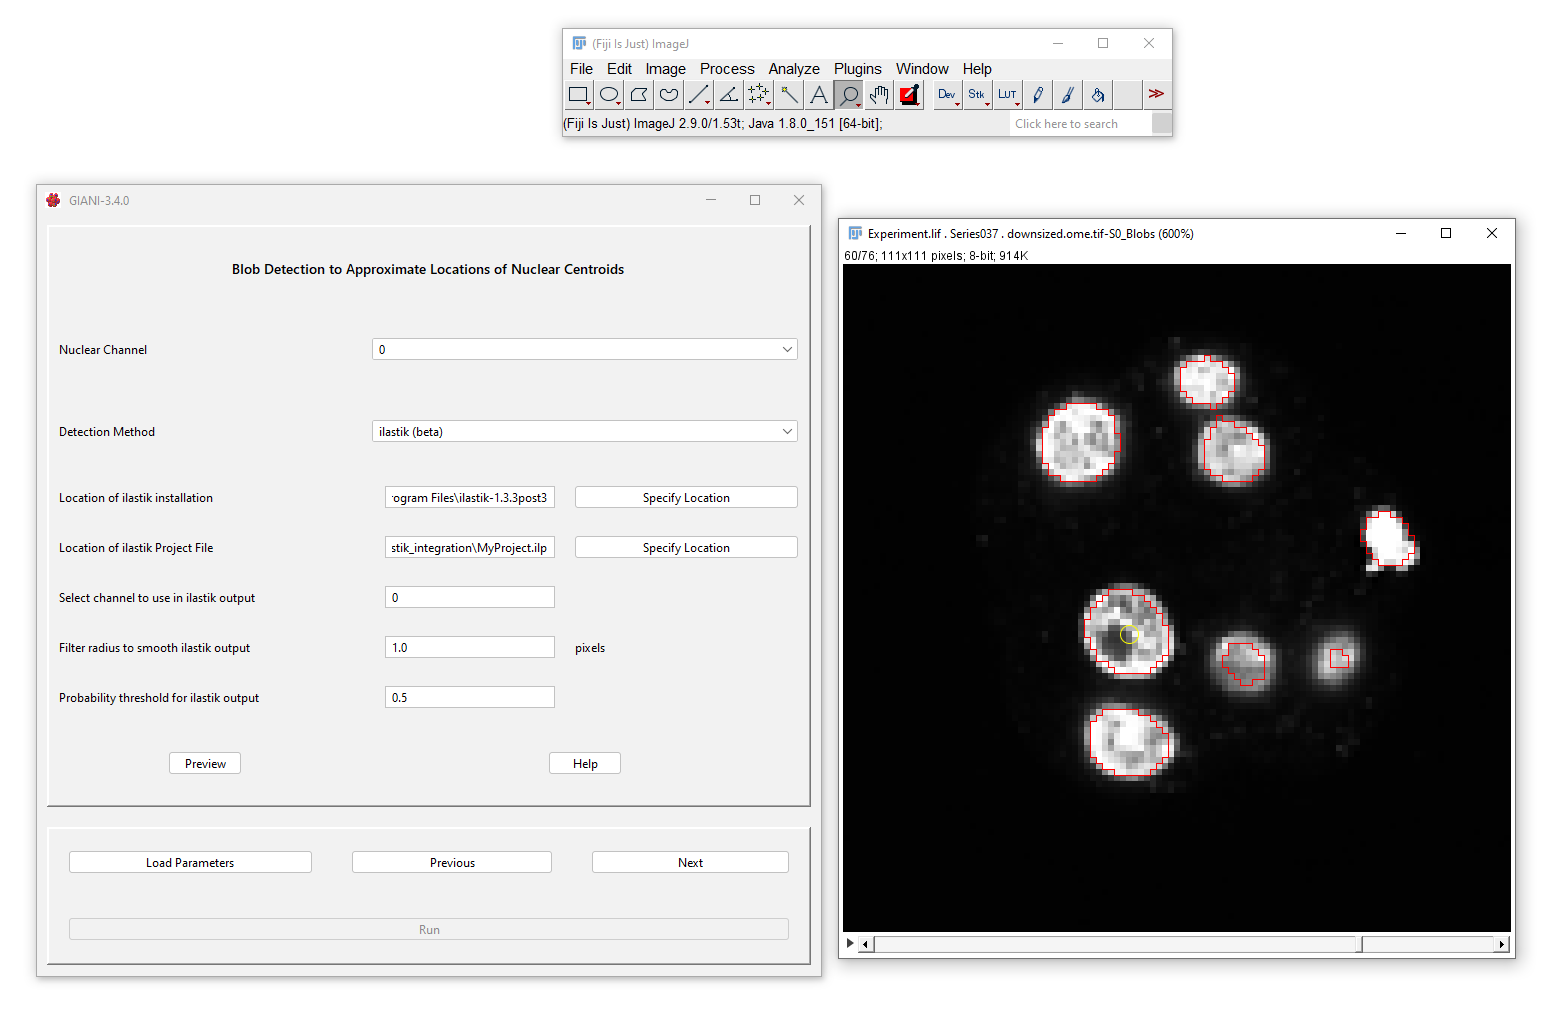 (Fiji Is Just) ImageJ
File Edit Image Process Analyze Plugins Window Help
A Dev Stk LUT >>
(Fiji Is Just) ImageJ 2.9.0/1.53t; Java 1.8.0_151 [64-bit];
Click here to search
GIANI-3.4.0
Blob Detection to Approximate Locations of Nuclear Centroids
Nuclear Channel 0
Detection Method ilastik (beta)
Location of ilastik installation ogram Files\ilastik-1.3.3post3 Specify Location
Location of ilastik Project File stik_integration\MyProject.ilp Specify Location
Select channel to use in ilastik output 0
Filter radius to smooth ilastik output 1.0 pixels
Probability threshold for ilastik output 0.5
Preview Help
Load Parameters Previous Next
Run
Experiment.lif . Series037 . downsized.ome.tif-S0_Blobs (600%)
60/76; 111x111 pixels; 8-bit; 914K